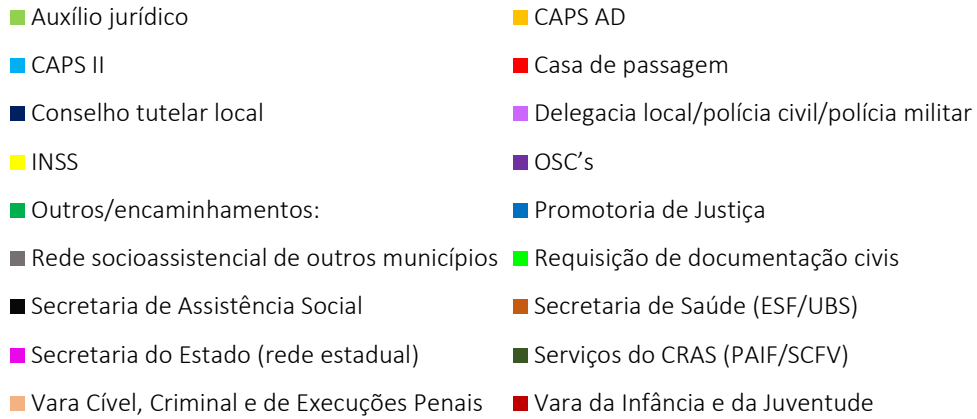 Auxílio jurídico
CAPS AD
CAPS II
Casa de passagem
Conselho tutelar local
Delegacia local/polícia civil/polícia militar
INSS
OSC’s
Outros/encaminhamentos:
Promotoria de Justiça
Rede socioassistencial de outros municípios
Requisição de documentação civis
Secretaria de Assistência Social
Secretaria de Saúde (ESF/UBS)
Secretaria do Estado (rede estadual)
Serviços do CRAS (PAIF/SCFV)
Vara Cível, Criminal e de Execuções Penais
Vara da Infância e da Juventude